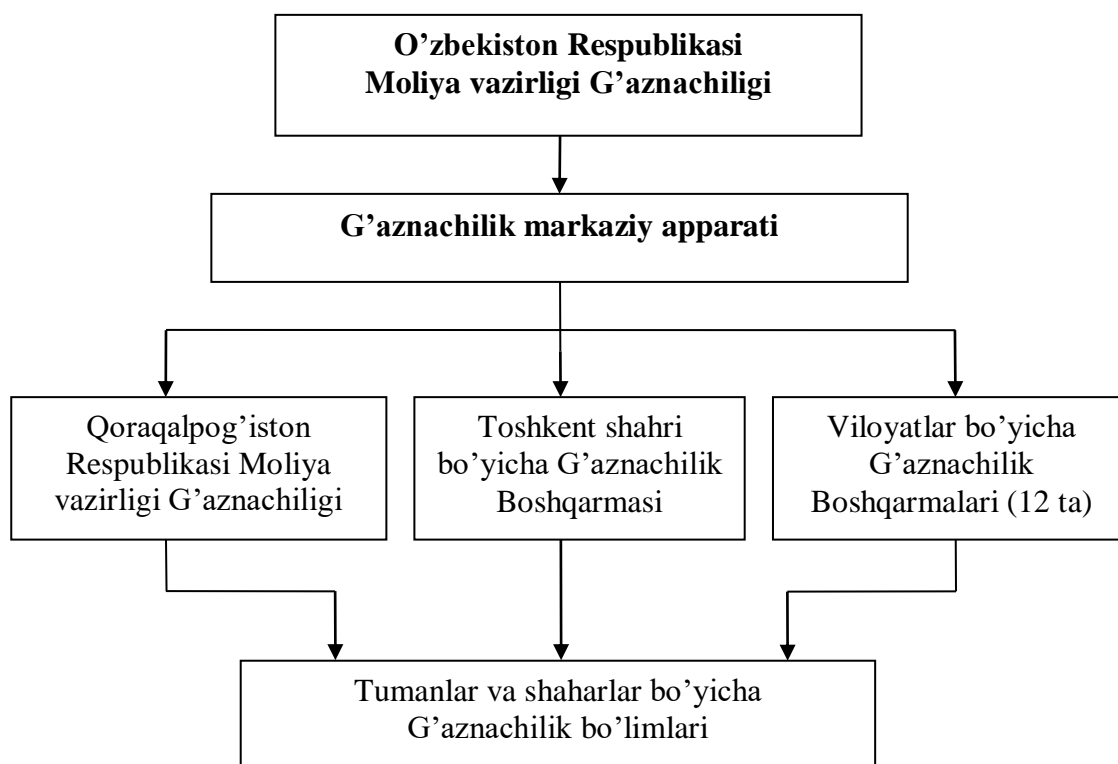 O’zbekiston Respublikasi
Moliya vazirligi G’aznachiligi
G’aznachilik markaziy apparati
Qoraqalpog’iston
Respublikasi Moliya
vazirligi G’aznachiligi
Toshkent shahri
bo’yicha G’aznachilik
Boshqarmasi
Viloyatlar bo’yicha
G’aznachilik
Boshqarmalari (12 ta)
Tumanlar va shaharlar bo’yicha
G’aznachilik bo’limlari